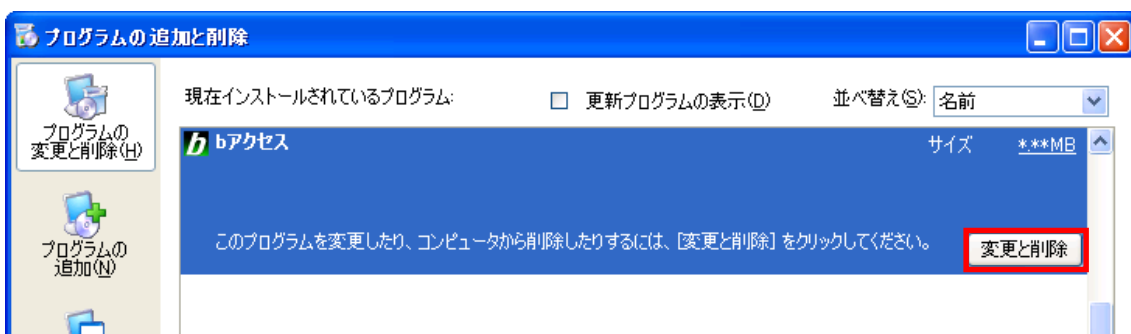 プログラムの追加と削除
現在インストールされているプログラム:
更新プログラムの表示(D)
並べ替え(S):
名前
プログラムの
変更と削除(H)
bアクセス
サイズ
*.**MB
このプログラムを変更したり、コンピュータから削除したりするには、[変更と削除] をクリックしてください。
変更と削除
プログラムの
追加(N)